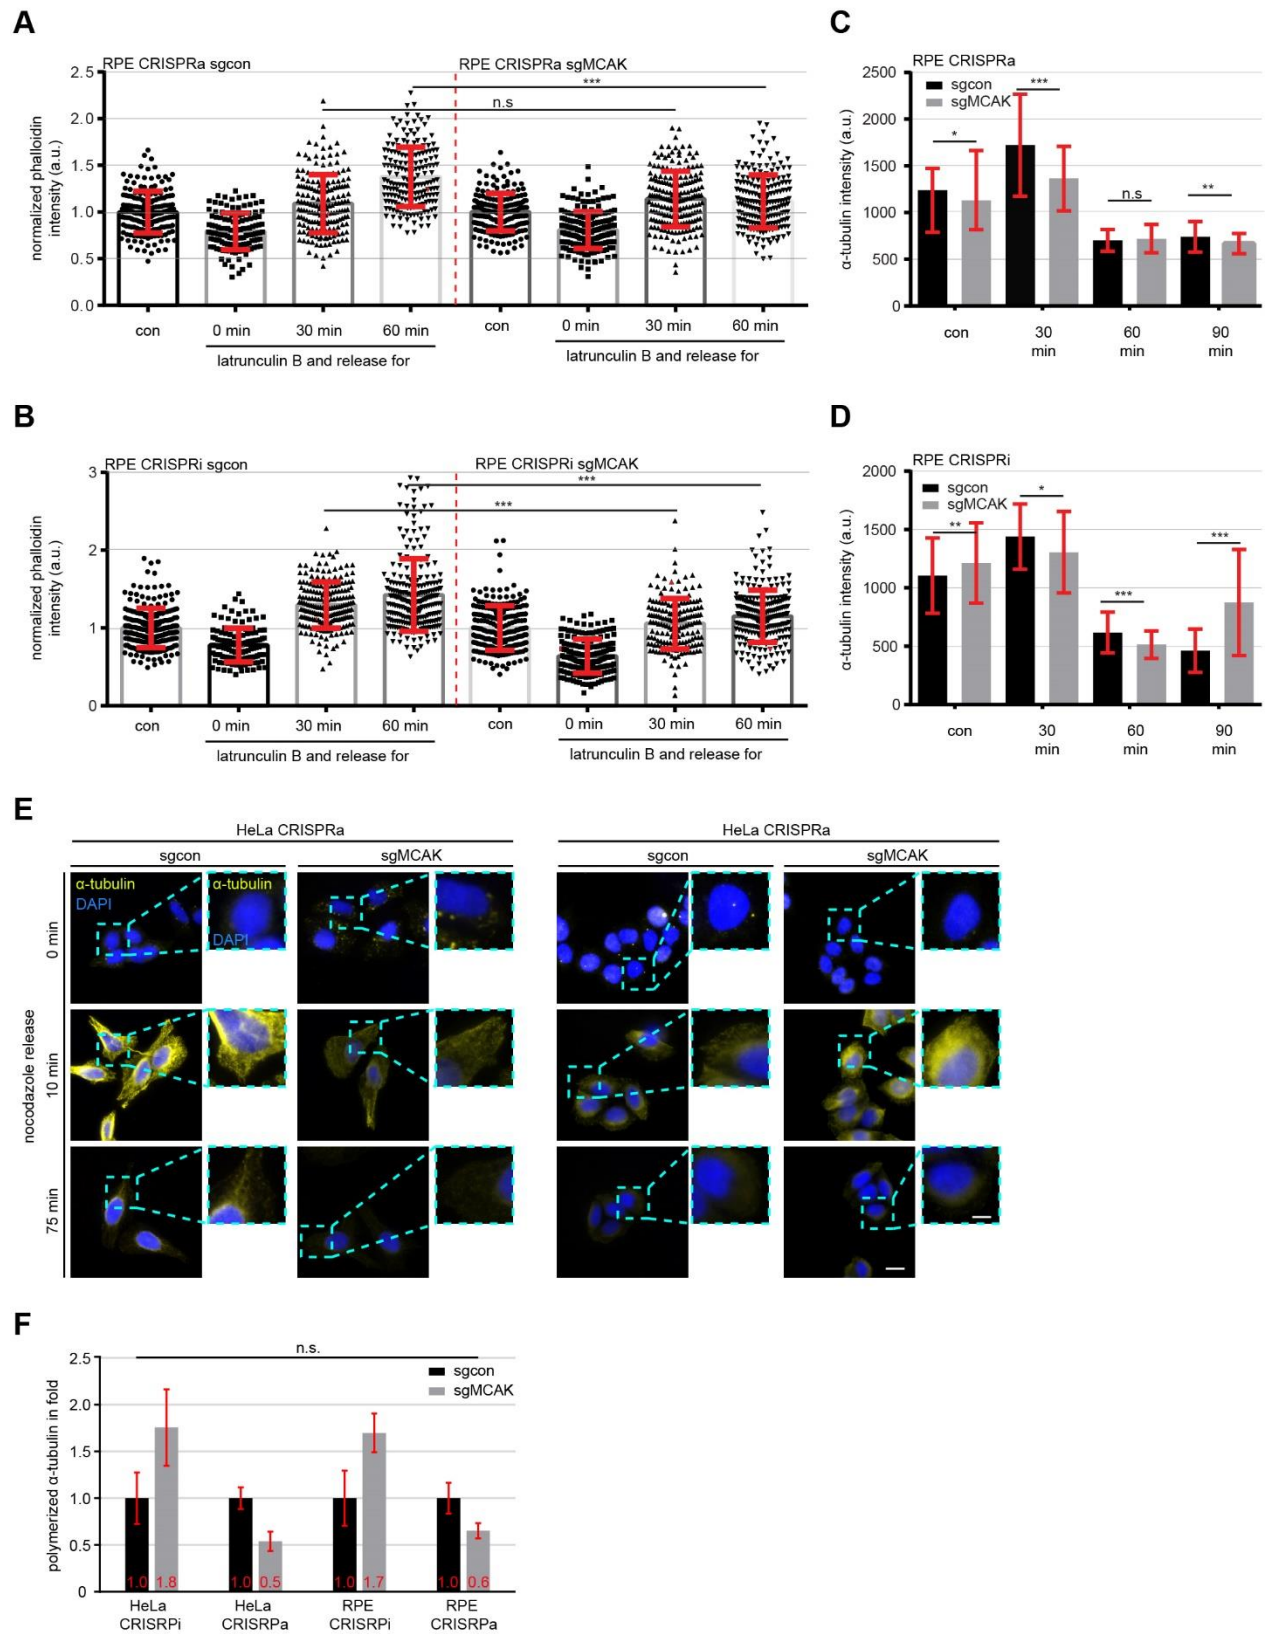 A
RPE CRISPRa sgcon
RPE CRISPRa sgMCAK
***
n.s
normalized phalloidin
intensity (a.u.)
2.5
2.0
1.5
1.0
0.5
0.0
con
0 min
30 min
60 min
con
0 min
30 min
60 min
latrunculin B and release for
latrunculin B and release for
C
RPE CRISPRa
sgcon
sgMCAK
α-tubulin intensity (a.u.)
2500
2000
1500
1000
500
0
*
***
n.s
**
con
30
min
60
min
90
min
B
RPE CRISPRi sgcon
RPE CRISPRi sgMCAK
***
***
normalized phalloidin
intensity (a.u.)
3
2
1
0
con
0 min
30 min
60 min
con
0 min
30 min
60 min
latrunculin B and release for
latrunculin B and release for
D
RPE CRISPRi
sgcon
sgMCAK
α-tubulin intensity (a.u.)
2000
1500
1000
500
0
**
*
***
***
con
30
min
60
min
90
min
E
HeLa CRISPRa
HeLa CRISPRa
sgcon
sgMCAK
sgcon
sgMCAK
α-tubulin
DAPI
α-tubulin
DAPI
nocodazole release
0 min
10 min
75 min
F
n.s.
sgcon
sgMCAK
polymerized α-tubulin in fold
2.5
2.0
1.5
1.0
0.5
0
1.0
1.8
1.0
0.5
1.0
1.7
1.0
0.6
HeLa
CRISRPi
HeLa
CRISRPa
RPE
CRISRPi
RPE
CRISRPa